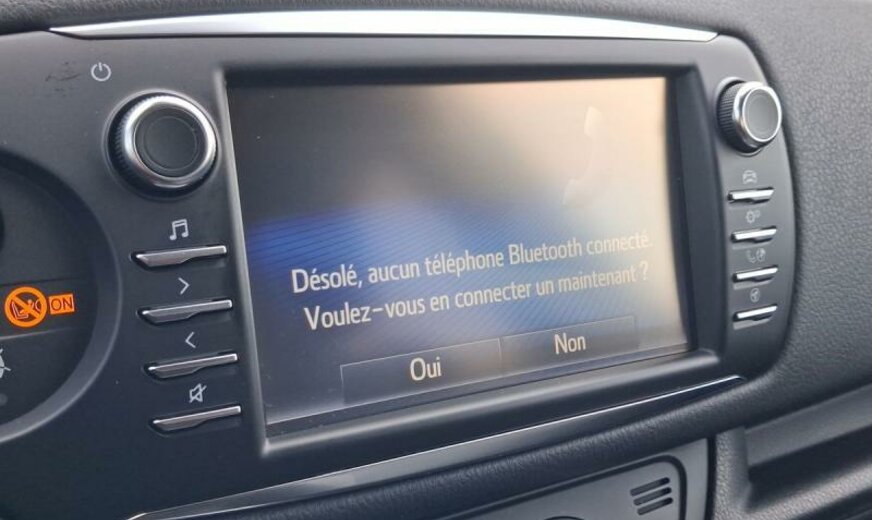 ON
Désolé, aucun téléphone Bluetooth connecté.
Voulez-vous en connecter un maintenant ?
Oui
Non